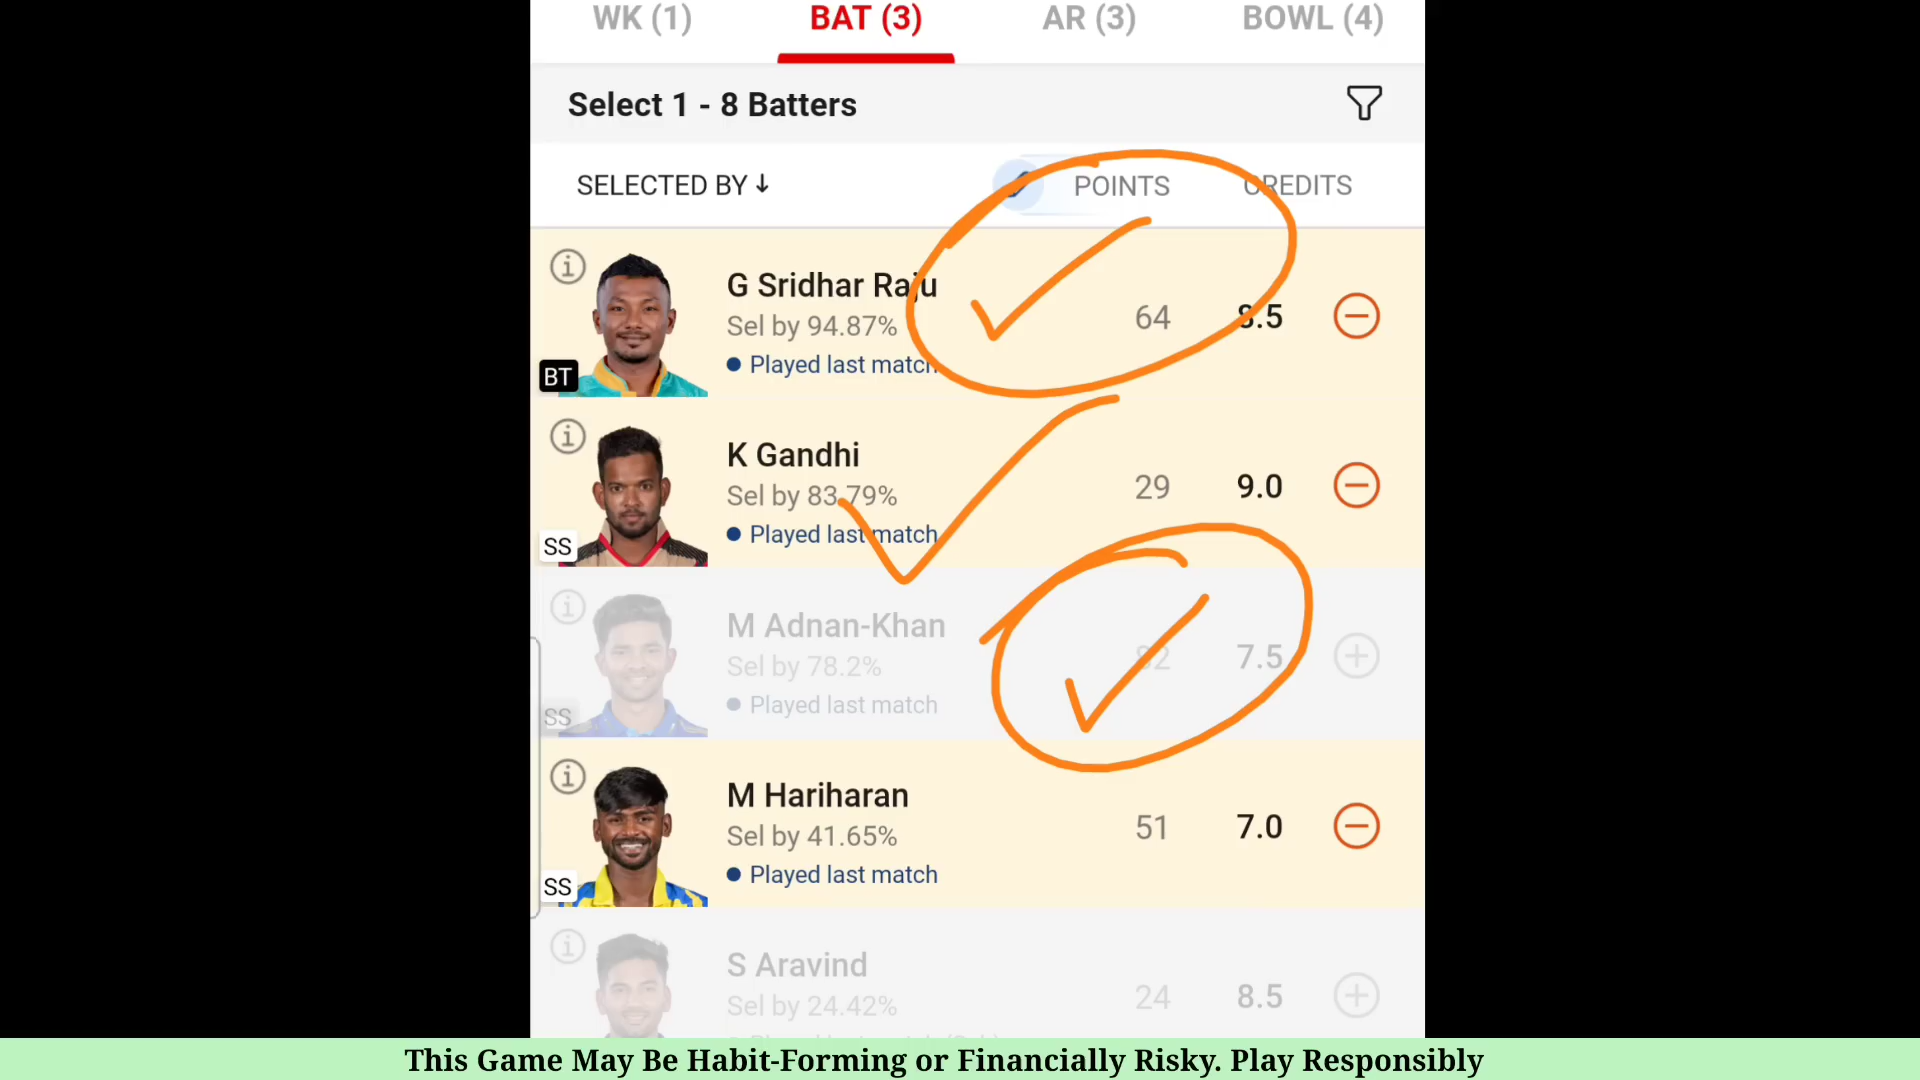 WK (1) BAT (3) AR (3) BOWL (4)
Select 1 - 8 Batters
SELECTED BY ↓ POINTS CREDITS
G Sridhar Raju
Sel by 94.87% 64 8.5
Played last match
BT
K Gandhi
Sel by 83.79% 29 9.0
Played last match
SS
M Adnan-Khan
Sel by 78.2% 7.5
Played last match
SS
M Hariharan
Sel by 41.65% 51 7.0
Played last match
SS
S Aravind
Sel by 24.42% 24 8.5
This Game May Be Habit-Forming or Financially Risky. Play Responsibly